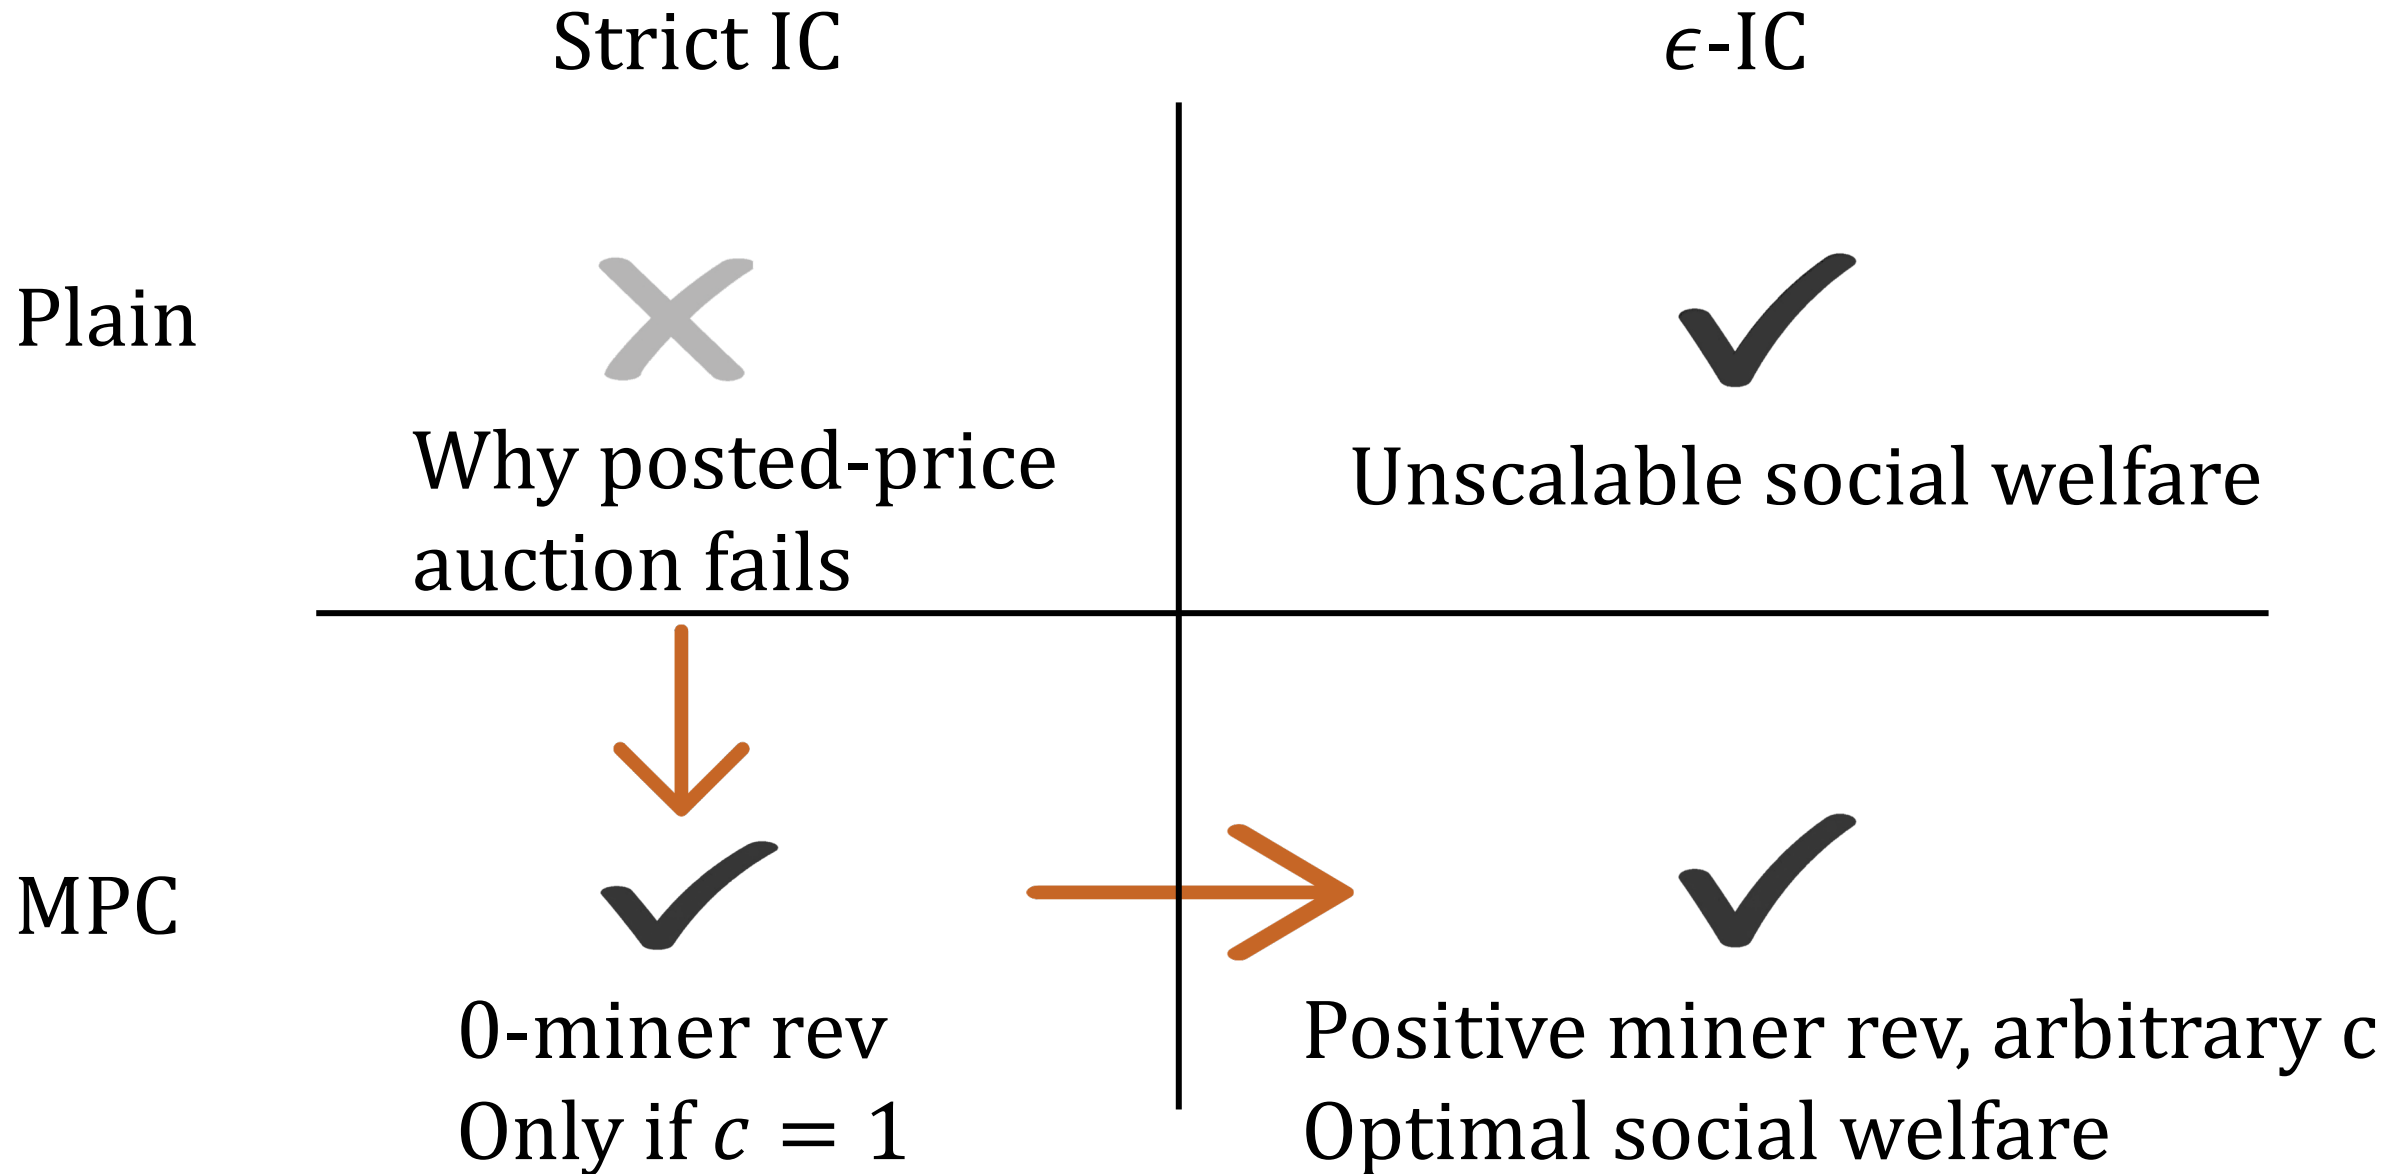 Strict IC
ϵ-IC
Plain
Why posted-price
auction fails
Unscalable social welfare
MPC
0-miner rev
Only if c = 1
Positive miner rev, arbitrary c
Optimal social welfare